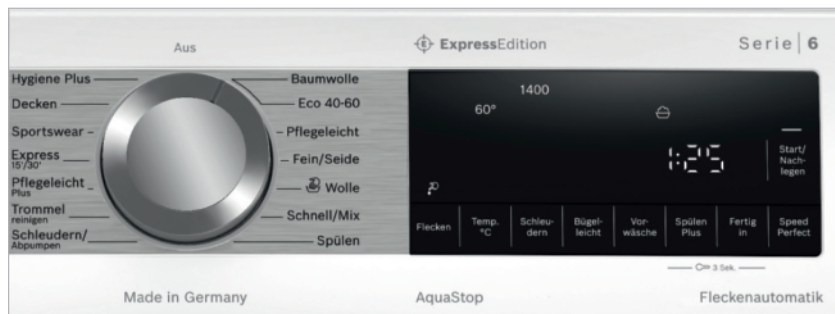 Aus
ExpressEdition
Serie | 6
Hygiene Plus
Decken
Sportswear
Express
15'/30'
Pflegeleicht
Plus
Trommel
reinigen
Schleudern/
Abpumpen
Baumwolle
Eco 40-60
Pflegeleicht
Fein/Seide
Wolle
Schnell/Mix
Spülen
1400
60°
1:25
Start/
Nach-
legen
Flecken
Temp.
°C
Schleu-
dern
Bügel-
leicht
Vor-
wäsche
Spülen
Plus
Fertig
in
Speed
Perfect
3 Sek.
Made in Germany
AquaStop
Fleckenautomatik